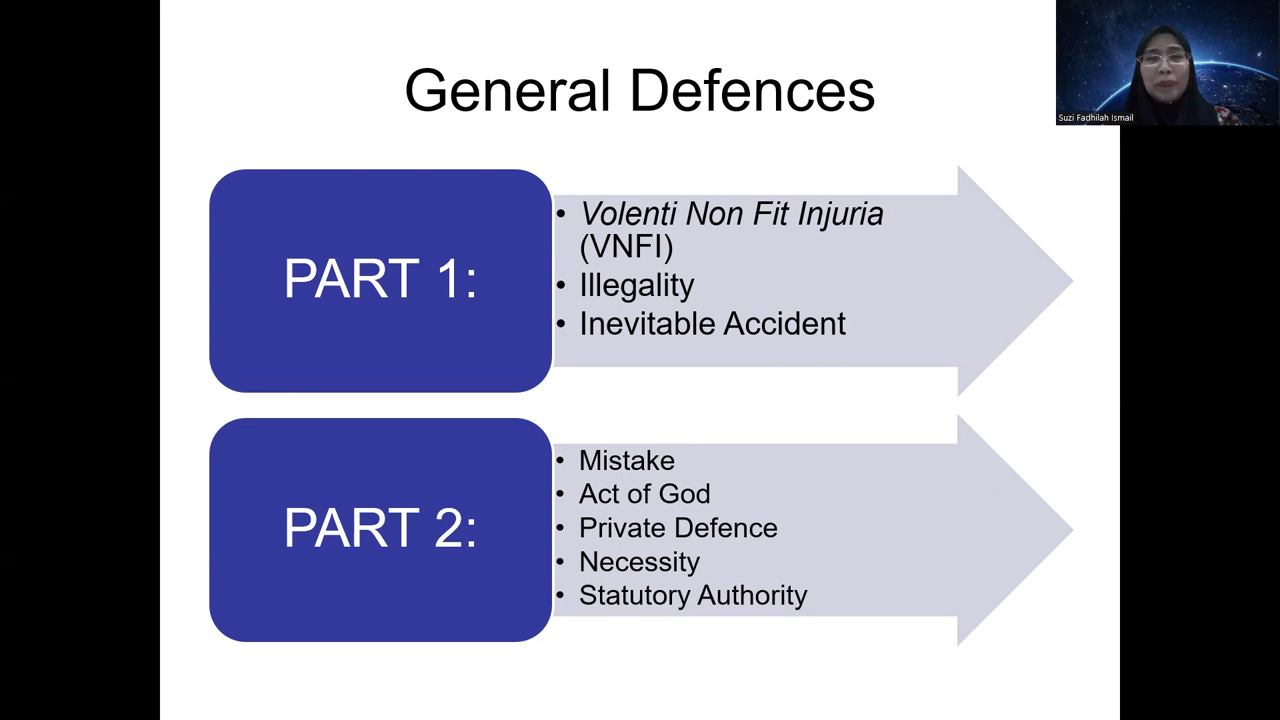 General Defences
Suzi Fadhilah Ismail
PART 1:
• Volenti Non Fit Injuria
(VNFI)
• Illegality
• Inevitable Accident
PART 2:
• Mistake
• Act of God
• Private Defence
• Necessity
• Statutory Authority